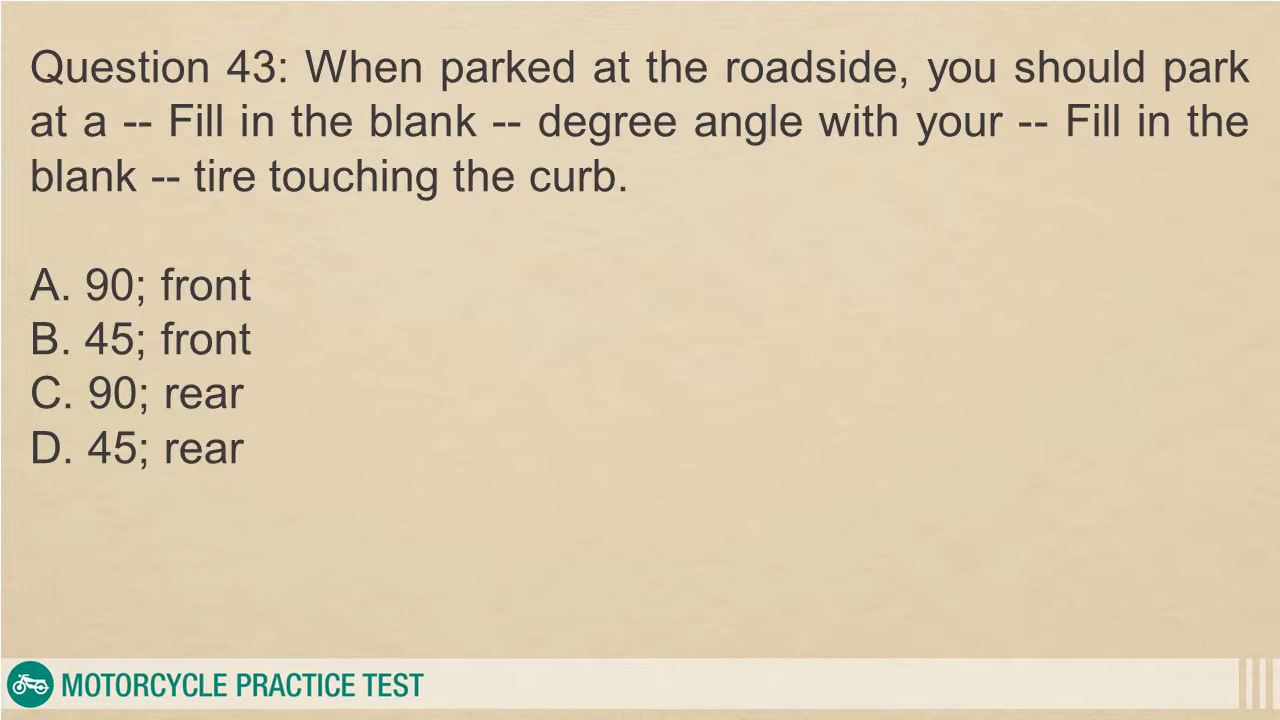 Question 43: When parked at the roadside, you should park
at a -- Fill in the blank -- degree angle with your -- Fill in the
blank -- tire touching the curb.
A. 90; front
B. 45; front
C. 90; rear
D. 45; rear
MOTORCYCLE PRACTICE TEST